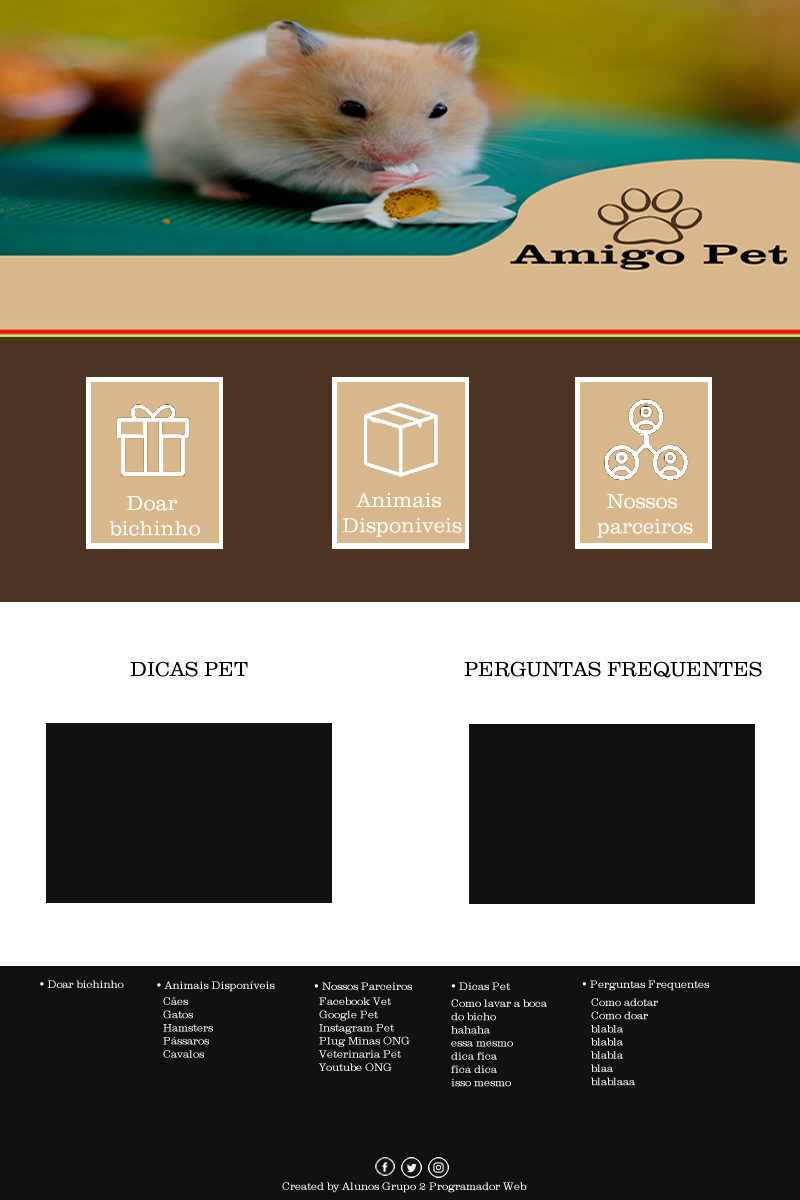 Amigo Pet
Doar
bichinho
Animais
Disponiveis
Nossos
parceiros
DICAS PET
PERGUNTAS FREQUENTES
• Doar bichinho
• Animais Disponíveis
Cães
Gatos
Hamsters
Pássaros
Cavalos
• Nossos Parceiros
Facebook Vet
Google Pet
Instagram Pet
Plug Minas ONG
Veterinaria Pet
Youtube ONG
• Dicas Pet
Como lavar a boca
do bicho
hahaha
essa mesmo
dica fica
fica dica
isso mesmo
• Perguntas Frequentes
Como adotar
Como doar
blabla
blabla
blabla
blaa
blablaaa
Created by Alunos Grupo 2 Programador Web